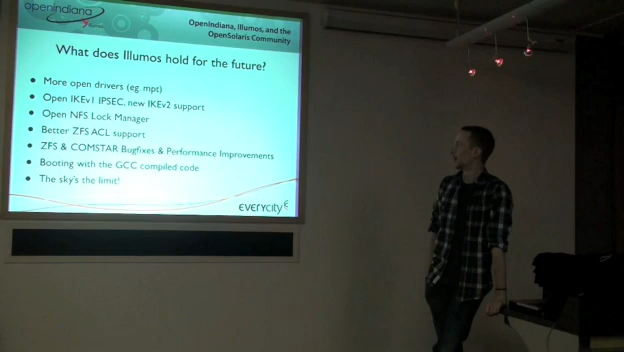 openindiana
OpenIndiana, Illumos, and the
OpenSolaris Community
What does Illumos hold for the future?
• More open drivers (eg. mpt)
• Open IKEv1 IPSEC, new IKEv2 support
• Open NFS Lock Manager
• Better ZFS ACL support
• ZFS & COMSTAR Bugfixes & Performance Improvements
• Booting with the GCC compiled code
• The sky's the limit!
EVERYCITY